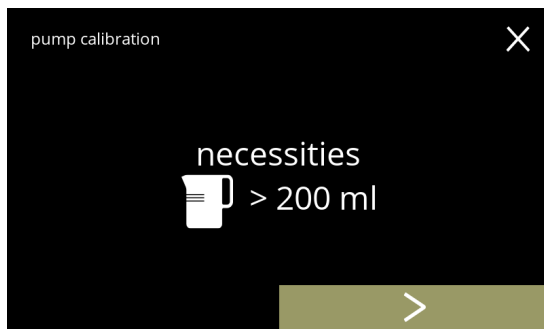 pump calibration
necessities
> 200 ml